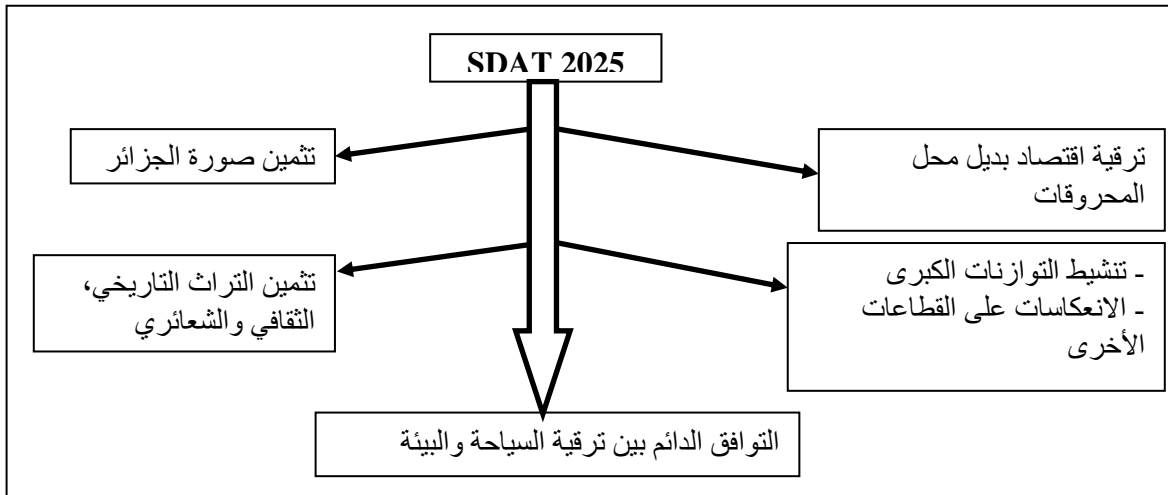 SDAT 2025
ترقية اقتصاد بديل محل
المحروقات
تثمين صورة الجزائر
- تنشيط التوازنات الكبرى
- الانعكاسات على القطاعات
الأخرى
تثمين التراث التاريخي،
الثقافي والشعائري
التوافق الدائم بين ترقية السياحة والبيئة